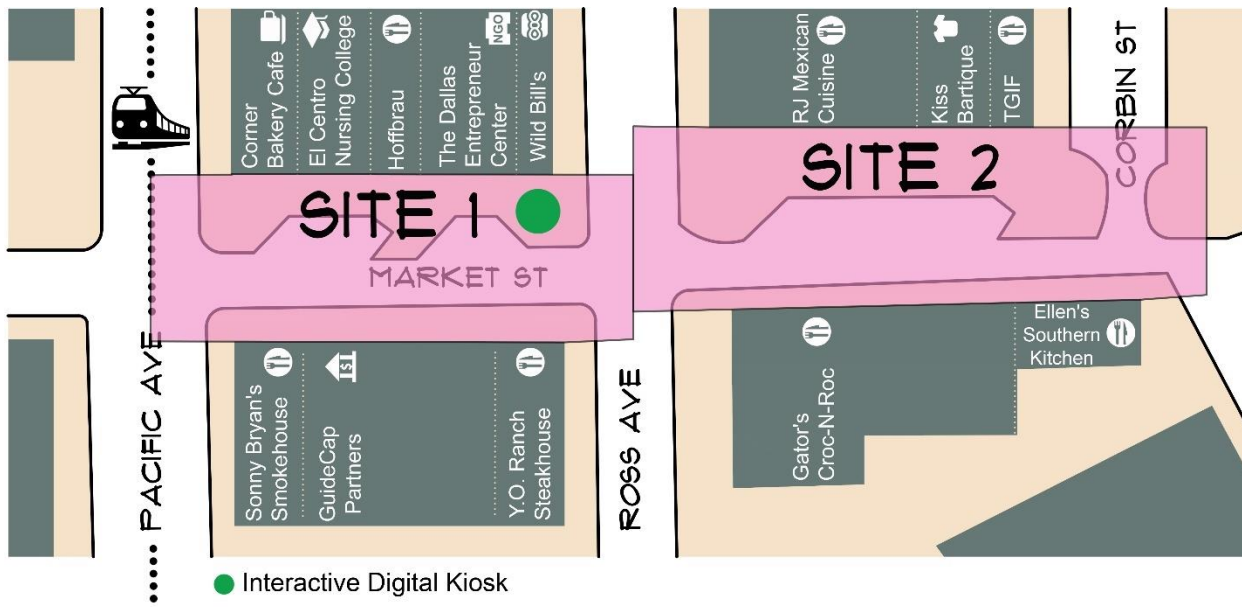 Corner
Bakery Cafe
El Centro
Nursing College
Hoffbrau
The Dallas
Entrepreneur
Center
NGO
Wild Bill's
RJ Mexican
Cuisine
Kiss
Bartique
TGIF
CORBIN ST
SITE 1
SITE 2
MARKET ST
PACIFIC AVE
Sonny Bryan's
Smokehouse
GuideCap
Partners
$
Y.O. Ranch
Steakhouse
ROSS AVE
Gator's
Croc-N-Roc
Ellen's
Southern
Kitchen
Interactive Digital Kiosk